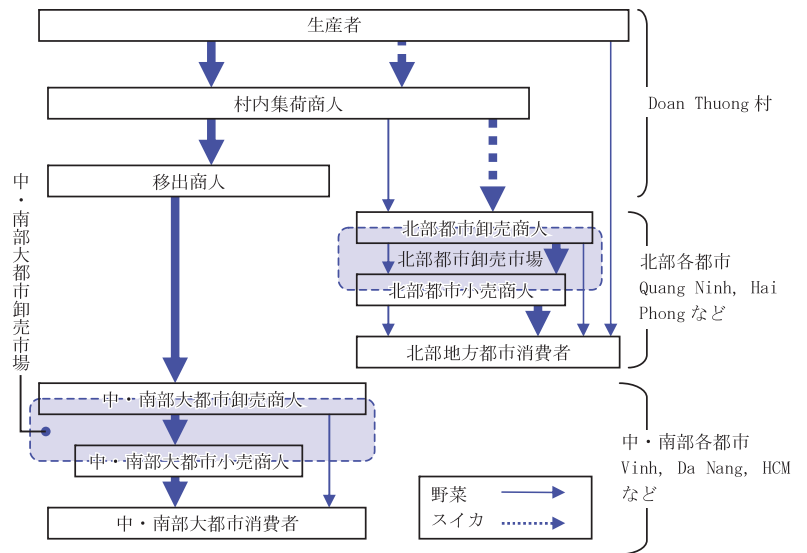 生産者
村内集荷商人
Doan Thuong 村
移出商人
中・南部大都市卸売市場
北部都市卸売商人
北部都市卸売市場
北部都市小売商人
北部地方都市消費者
北部各都市
Quang Ninh, Hai
Phong など
中・南部大都市卸売商人
中・南部大都市小売商人
中・南部大都市消費者
中・南部各都市
Vinh, Da Nang, HCM
など
野菜
スイカ